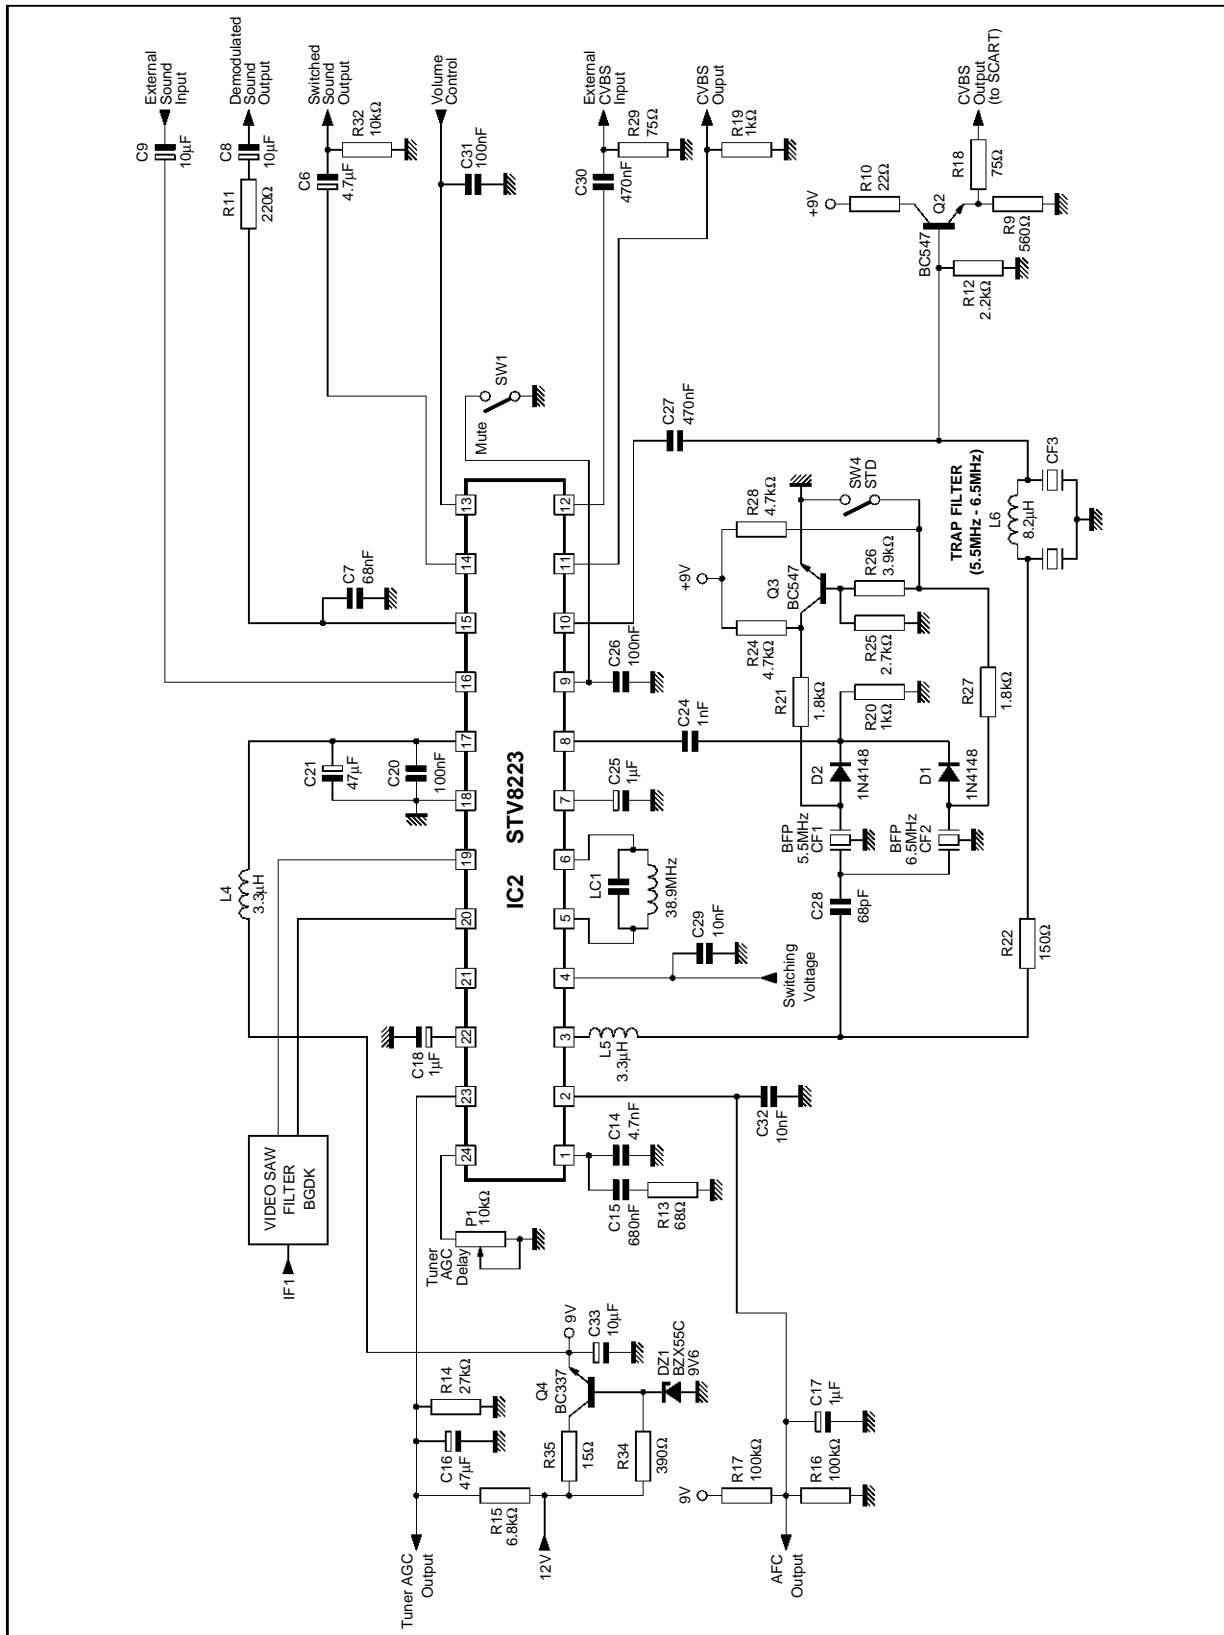 External
Sound
Input
C9
10µF
Demodulated
Sound
Output
C8
10µF
R11
220Ω
Switched
Sound
Output
R32
10kΩ
C6
4.7µF
Volume
Control
C31
100nF
External
CVBS
Input
R29
75Ω
C30
470nF
CVBS
Ouput
R19
1kΩ
CVBS
Output
(to SCART)
R18
75Ω
+9V
R10
22Ω
Q2
BC547
R9
560Ω
R12
2.2kΩ
Mute
SW1
C27
470nF
C7
68nF
13
14
15
16
17
18
19
20
21
22
23
24
12
11
10
9
8
7
6
5
4
3
2
1
IC2 STV8223
C26
100nF
C24
1nF
C25
1µF
LC1
38.9MHz
C29
10nF
Switching
Voltage
L5
3.3µH
C32
10nF
C14
4.7nF
C15
680nF
R13
68Ω
+9V
R28
4.7kΩ
SW4
STD
Q3
BC547
R26
3.9kΩ
R24
4.7kΩ
R25
2.7kΩ
R21
1.8kΩ
R20
1kΩ
R27
1.8kΩ
D2
1N4148
D1
1N4148
BFP
5.5MHz
CF1
BFP
6.5MHz
CF2
C28
68pF
R22
150Ω
TRAP FILTER
(5.5MHz - 6.5MHz)
L6
8.2µH
CF3
C21
47µF
C20
100nF
L4
3.3µH
C18
1µF
VIDEO SAW
FILTER
BGDK
IF1
P1
10kΩ
Tuner
AGC
Delay
9V
C33
10µF
Q4
BC337
DZ1
BZX55C
9V6
R14
27kΩ
C16
47µF
R35
15Ω
R34
390Ω
R15
6.8kΩ
12V
Tuner AGC
Output
9V
R17
100kΩ
C17
1µF
R16
100kΩ
AFC
Output